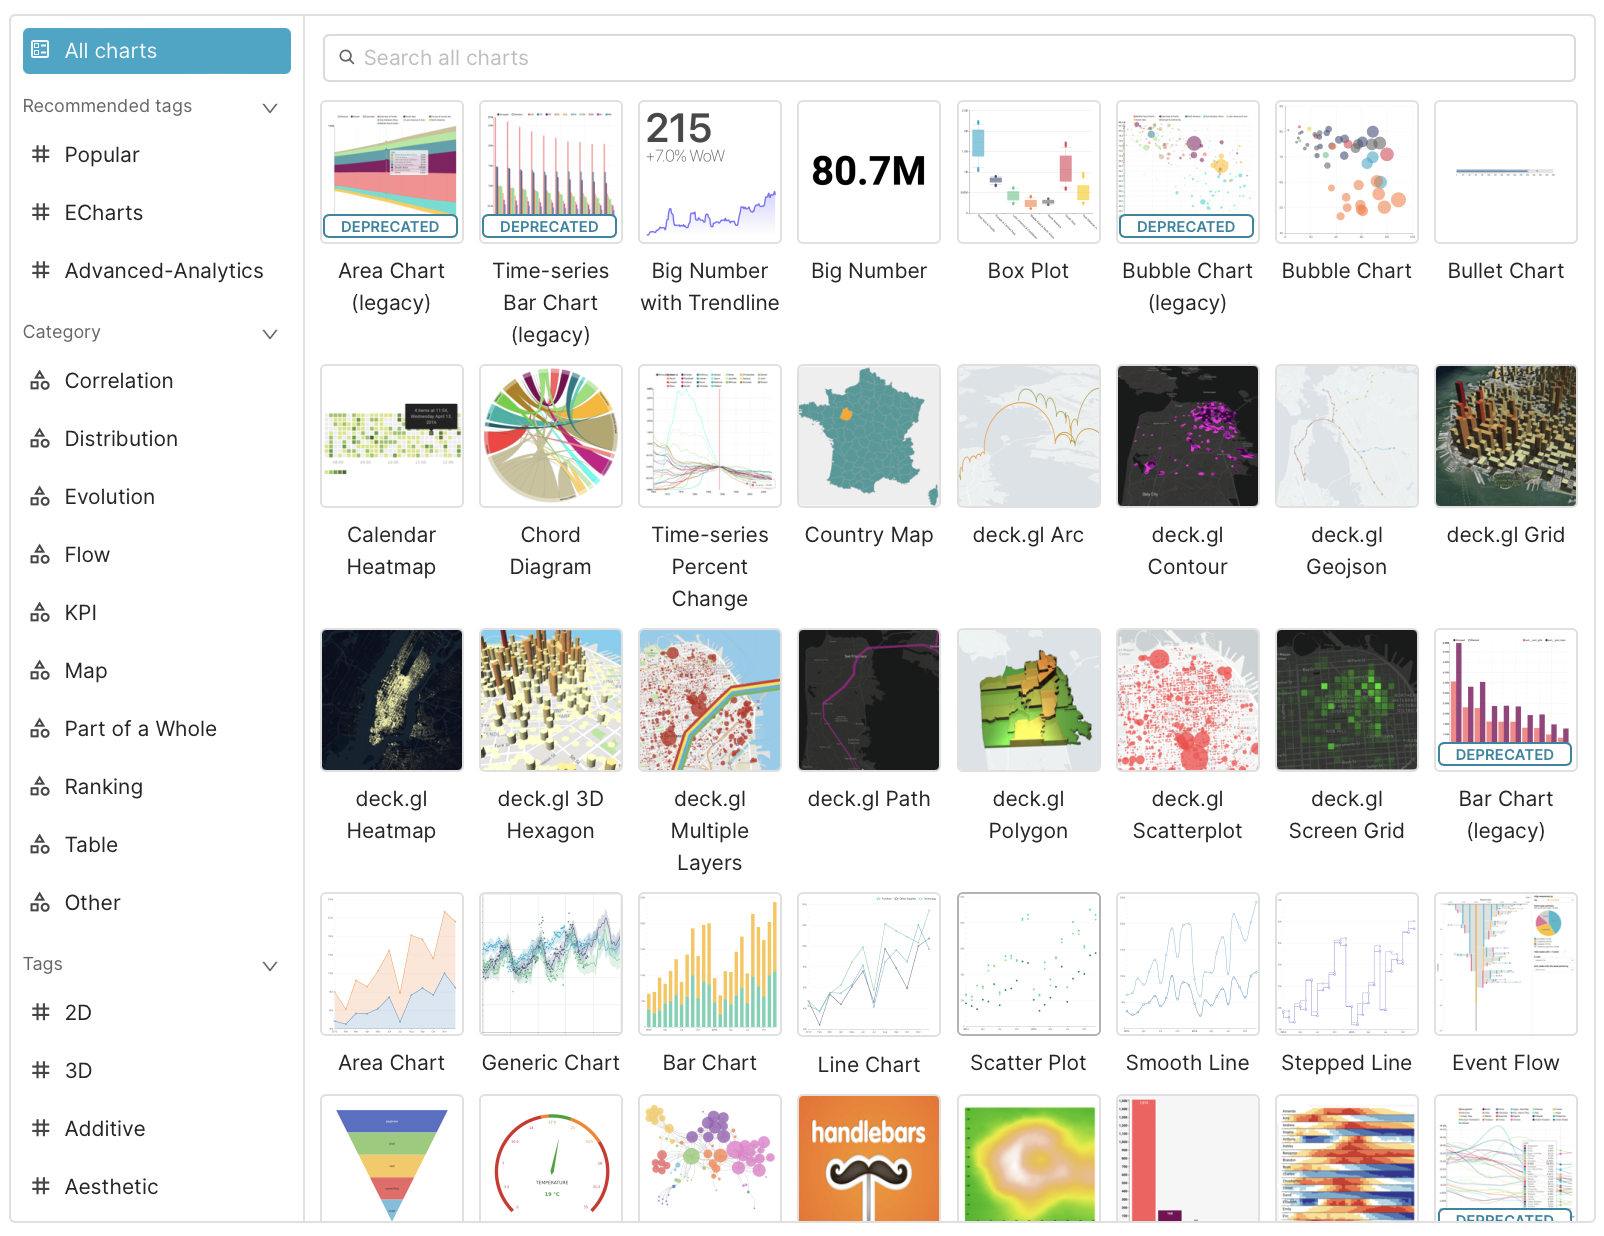 All charts
Search all charts
Recommended tags
Popular
ECharts
Advanced-Analytics
Category
Correlation
Distribution
Evolution
Flow
KPI
Map
Part of a Whole
Ranking
Table
Other
Tags
2D
3D
Additive
Aesthetic
DEPRECATED
Area Chart
(legacy)
DEPRECATED
Time-series
Bar Chart
(legacy)
215
+7.0% WoW
Big Number
with Trendline
80.7M
Big Number
Box Plot
DEPRECATED
Bubble Chart
(legacy)
Bubble Chart
Bullet Chart
Calendar
Heatmap
Chord
Diagram
Time-series
Percent
Change
Country Map
deck.gl Arc
deck.gl
Contour
deck.gl
Geojson
deck.gl Grid
deck.gl
Heatmap
deck.gl 3D
Hexagon
deck.gl
Multiple
Layers
deck.gl Path
deck.gl
Polygon
deck.gl
Scatterplot
deck.gl
Screen Grid
DEPRECATED
Bar Chart
(legacy)
Area Chart
Generic Chart
Bar Chart
Line Chart
Scatter Plot
Smooth Line
Stepped Line
Event Flow
TEMPERATURE
19 °C
handlebars
DEPRECATED